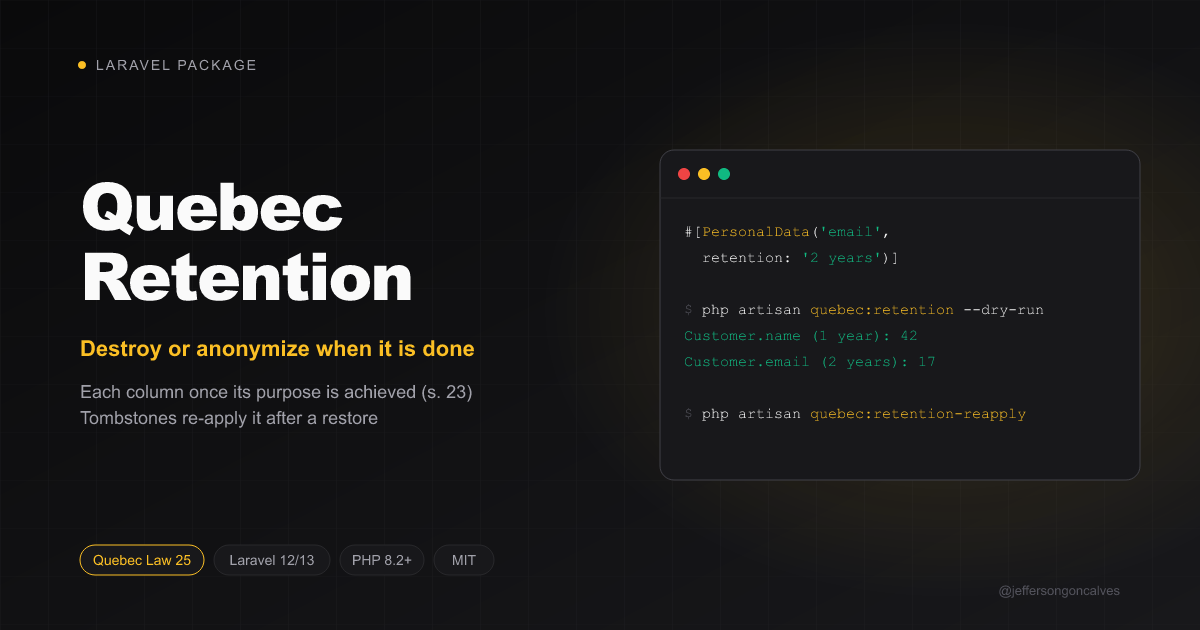 LARAVEL PACKAGE
Quebec
Retention
Destroy or anonymize when it is done
Each column once its purpose is achieved (s. 23)
Tombstones re-apply it after a restore
#[PersonalData('email',
retention: '2 years')]
$ php artisan quebec:retention --dry-run
Customer.name (1 year): 42
Customer.email (2 years): 17
$ php artisan quebec:retention-reapply
Quebec Law 25
Laravel 12/13
PHP 8.2+
MIT
@jeffersongoncalves